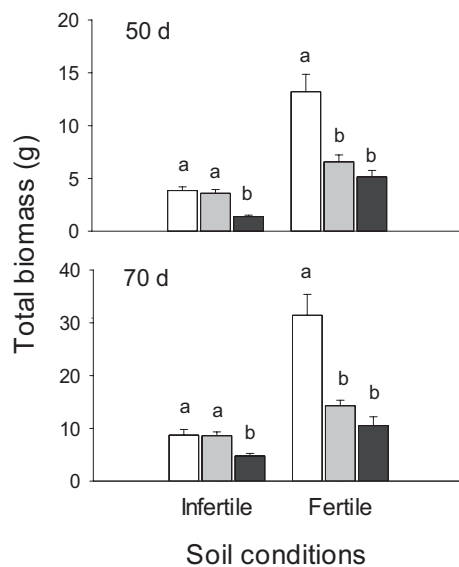 20
50 d
a
15
10
b
b
a
a
5
b
0
Total biomass (g)
40
70 d
a
30
20
b
b
a
a
10
b
0
Infertile
Fertile
Soil conditions